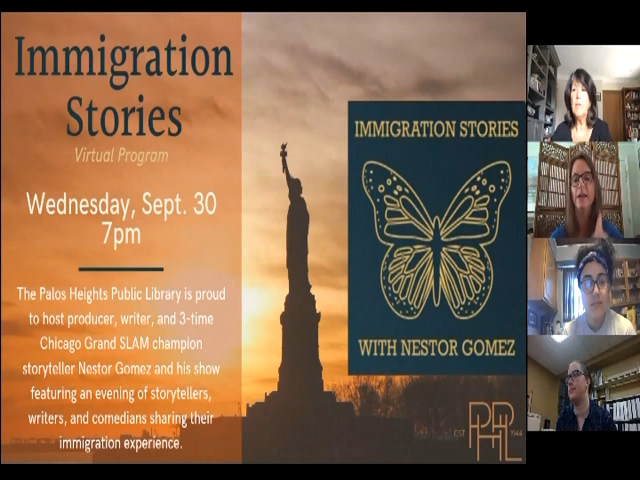 Immigration
Stories
Virtual Program
Wednesday, Sept. 30
7pm
The Palos Heights Public Library is proud
to host producer, writer, and 3-time
Chicago Grand SLAM champion
storyteller Nestor Gomez and his show
featuring an evening of storytellers,
writers, and comedians sharing their
immigration experience.
IMMIGRATION STORIES
WITH NESTOR GOMEZ
EST PHPL 1944